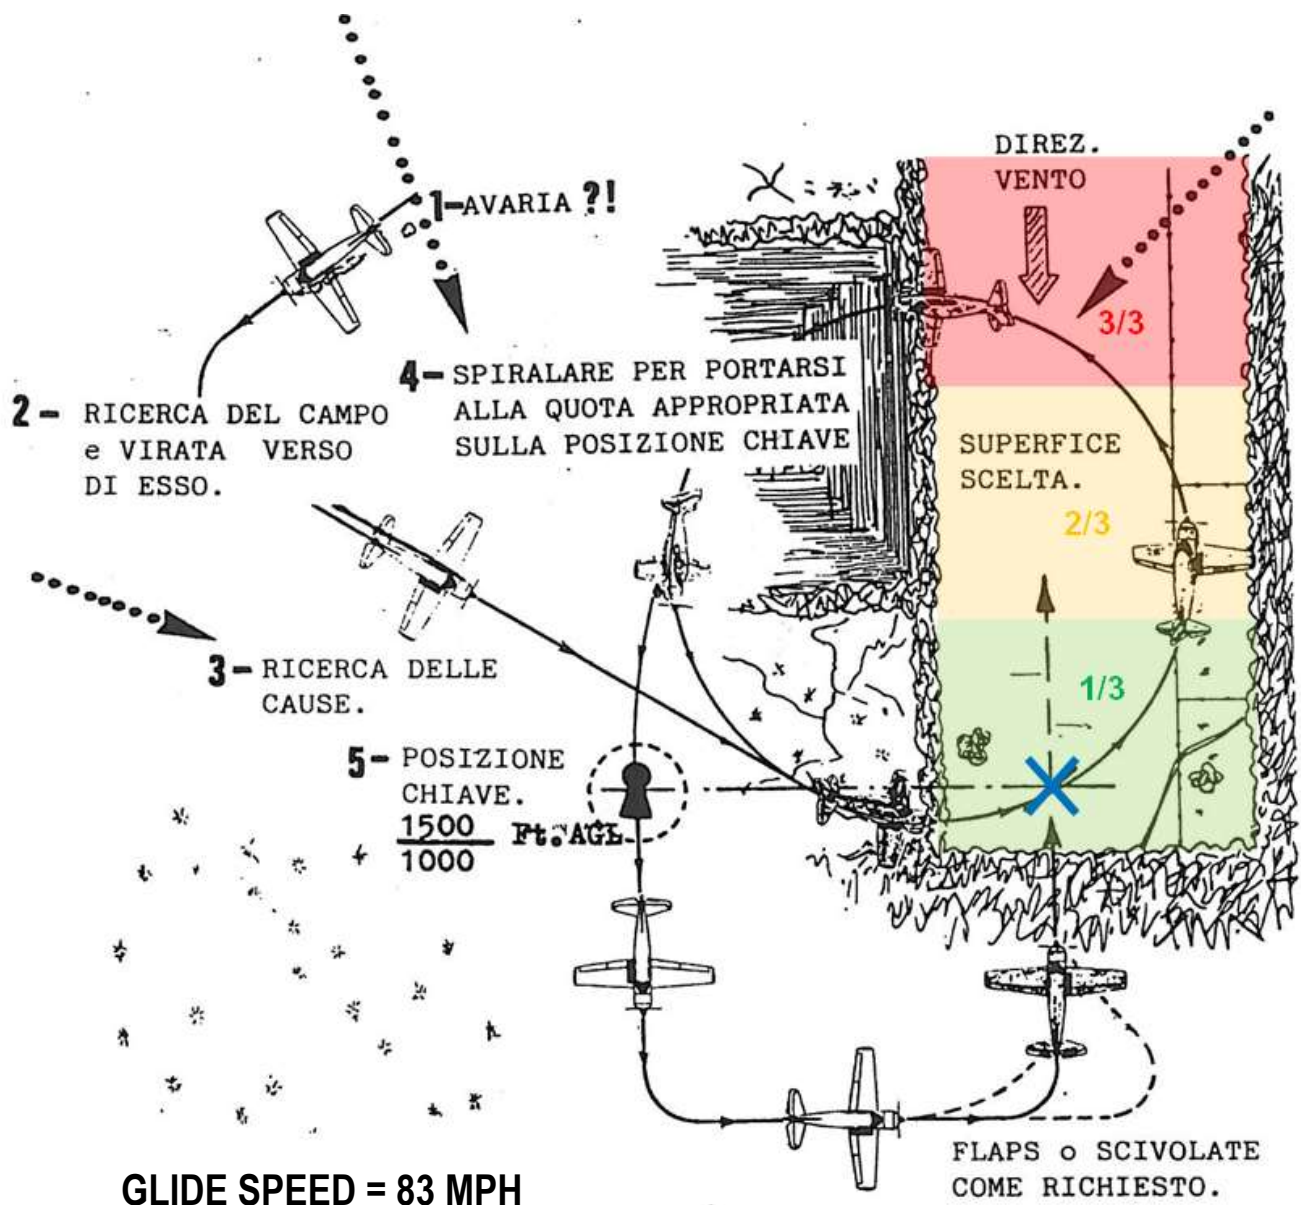 1-AVARIA ?!
2- RICERCA DEL CAMPO
e VIRATA VERSO
DI ESSO.
3- RICERCA DELLE
CAUSE.
4- SPIRALARE PER PORTARSI
ALLA QUOTA APPROPRIATA
SULLA POSIZIONE CHIAVE
5- POSIZIONE
CHIAVE.
1500
1000
Ft. AGL
DIREZ.
VENTO
3/3
SUPERFICE
SCELTA.
2/3
1/3
FLAPS o SCIVOLATE
COME RICHIESTO.
GLIDE SPEED = 83 MPH